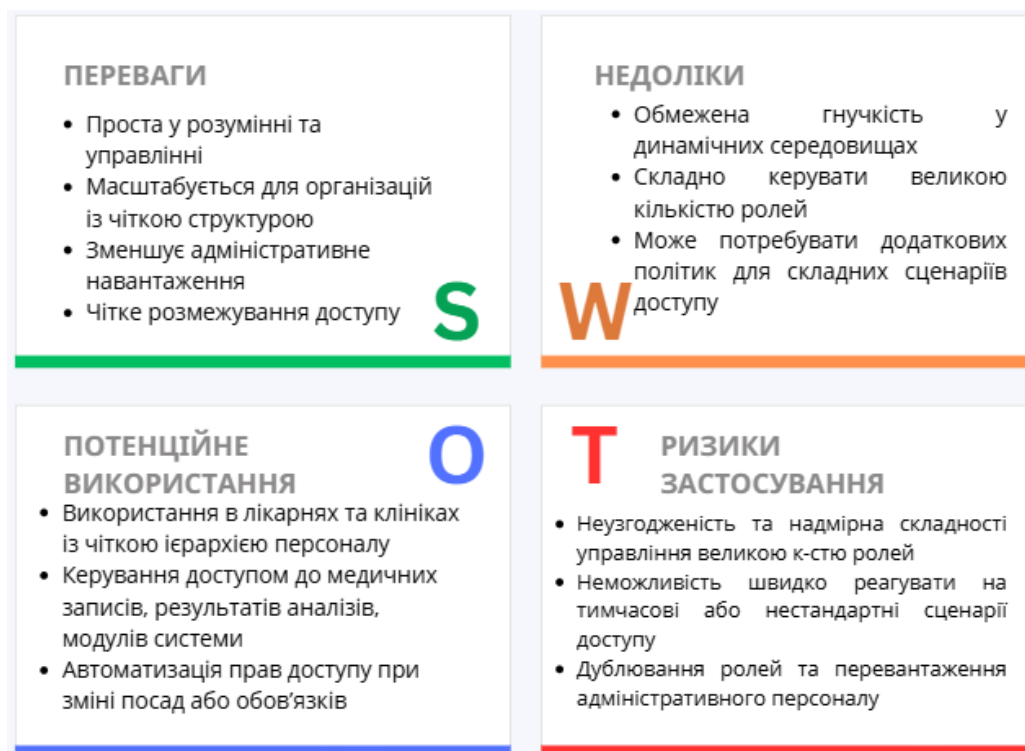 ПЕРЕВАГИ
• Проста у розумінні та
управлінні
• Масштабується для організацій
із чіткою структурою
• Зменшує адміністративне
навантаження
• Чітке розмежування доступу
S
НЕДОЛІКИ
• Обмежена гнучкість у
динамічних середовищах
• Складно керувати великою
кількістю ролей
• Може потребувати додаткових
політик для складних сценаріїв
доступу
W
ПОТЕНЦІЙНЕ
ВИКОРИСТАННЯ
O
• Використання в лікарнях та клініках
із чіткою ієрархією персоналу
• Керування доступом до медичних
записів, результатів аналізів,
модулів системи
• Автоматизація прав доступу при
зміні посад або обов’язків
T
РИЗИКИ
ЗАСТОСУВАННЯ
• Неузгодженість та надмірна складності
управління великою к-стю ролей
• Неможливість швидко реагувати на
тимчасові або нестандартні сценарії
доступу
• Дублювання ролей та перевантаження
адміністративного персоналу